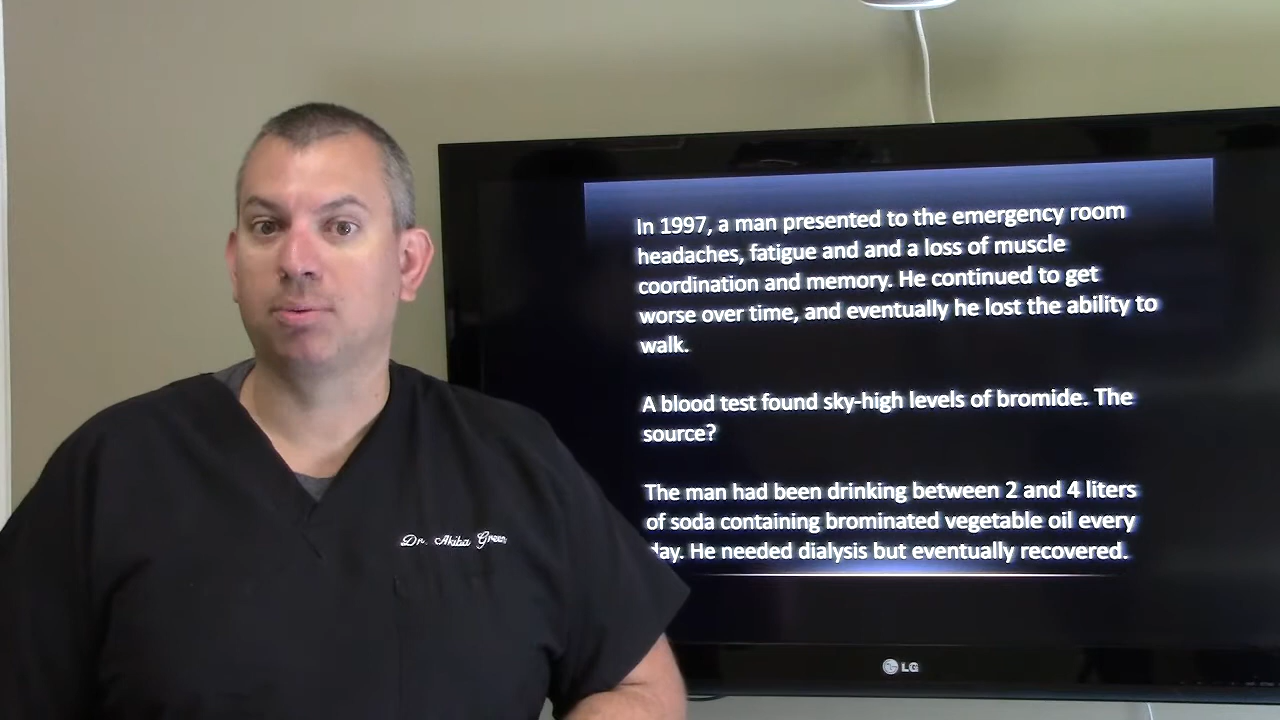 In 1997, a man presented to the emergency room
headaches, fatigue and and a loss of muscle
coordination and memory. He continued to get
worse over time, and eventually he lost the ability to
walk.
A blood test found sky-high levels of bromide. The
source?
The man had been drinking between 2 and 4 liters
of soda containing brominated vegetable oil every
day. He needed dialysis but eventually recovered.
Dr. Akiba Green
LG